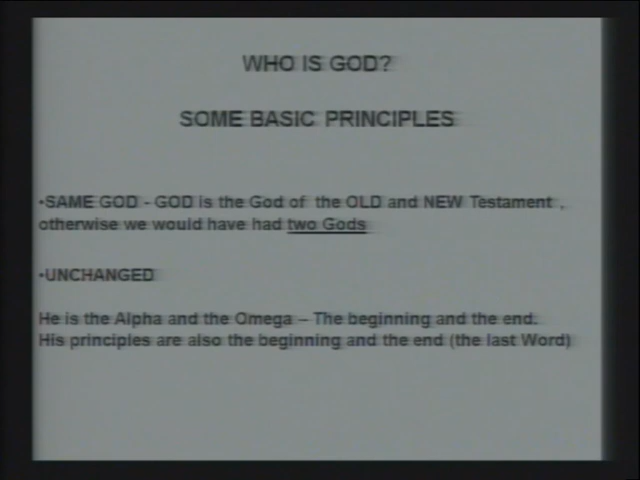 WHO IS GOD?
SOME BASIC PRINCIPLES
•SAME GOD - GOD is the God of the OLD and NEW Testament ,
otherwise we would have had two Gods
•UNCHANGED
He is the Alpha and the Omega – The beginning and the end.
His principles are also the beginning and the end (the last Word)